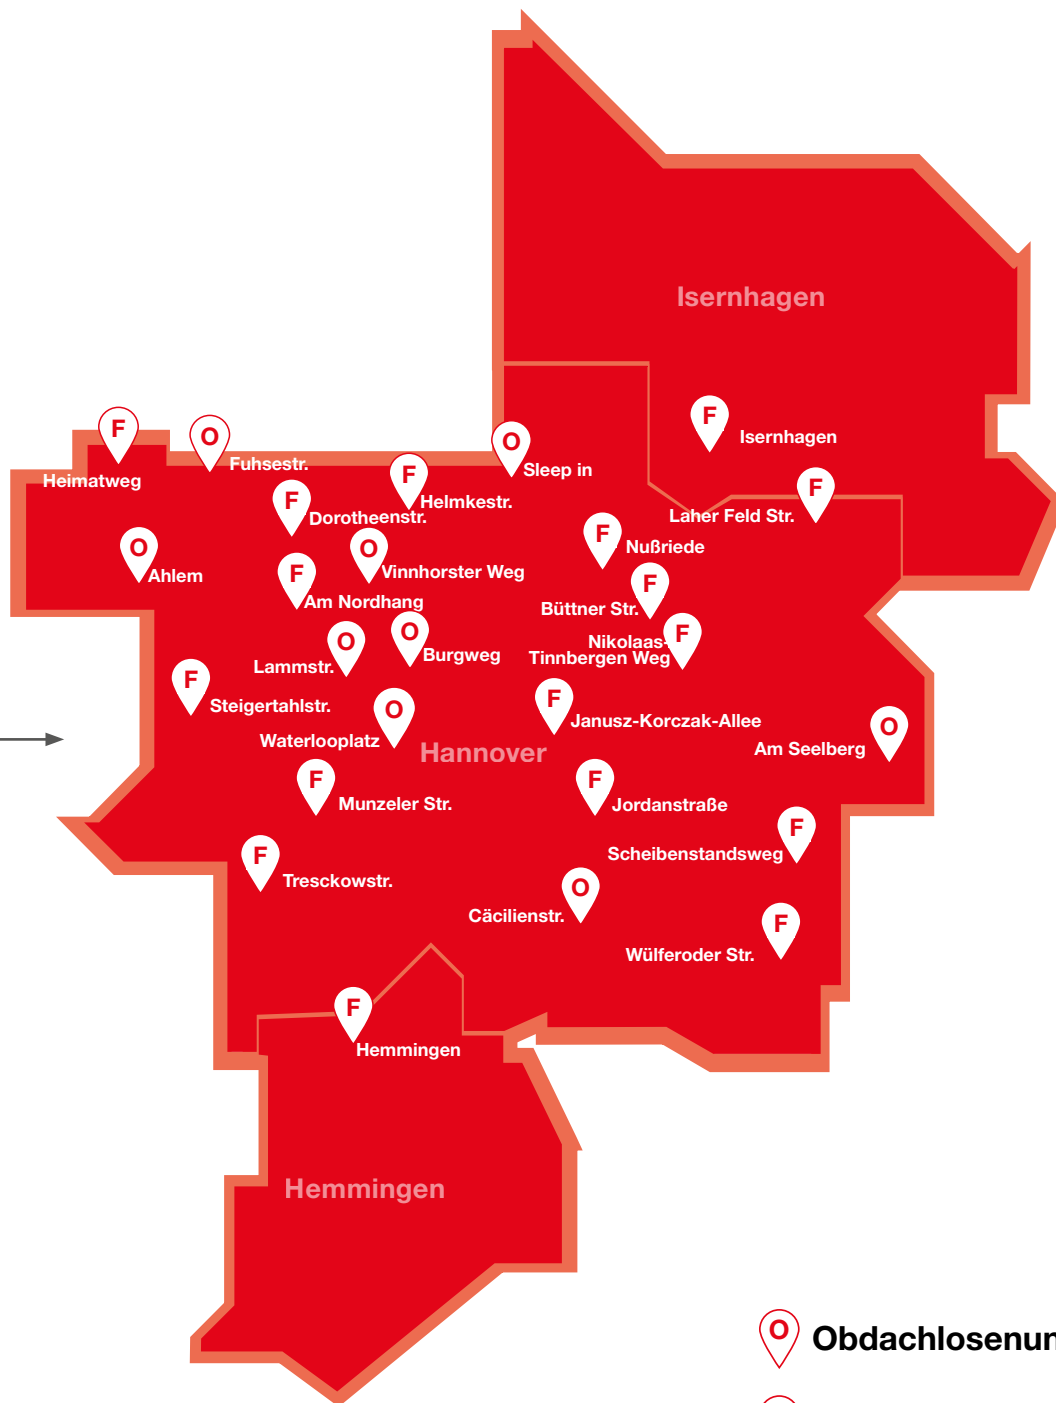 Isernhagen
F
Isernhagen
F
Heimatweg
O
Fuhsestr.
O
Sleep in
F
Helmkestr.
F
Laher Feld Str.
F
Dorotheenstr.
F
Nußriede
O
Ahlem
O
Vinnhorster Weg
F
Am Nordhang
F
Büttner Str.
F
Nikolaas-
Tinnbergen Weg
O
Lammstr.
O
Burgweg
F
Steigertahlstr.
O
Waterlooplatz
F
Janusz-Korczak-Allee
O
Am Seelberg
Hannover
F
Munzeler Str.
F
Jordanstraße
F
Scheibenstandsweg
F
Tresckowstr.
O
Cäcilienstr.
F
Wülferoder Str.
F
Hemmingen
Hemmingen
O
Obdachlosenun